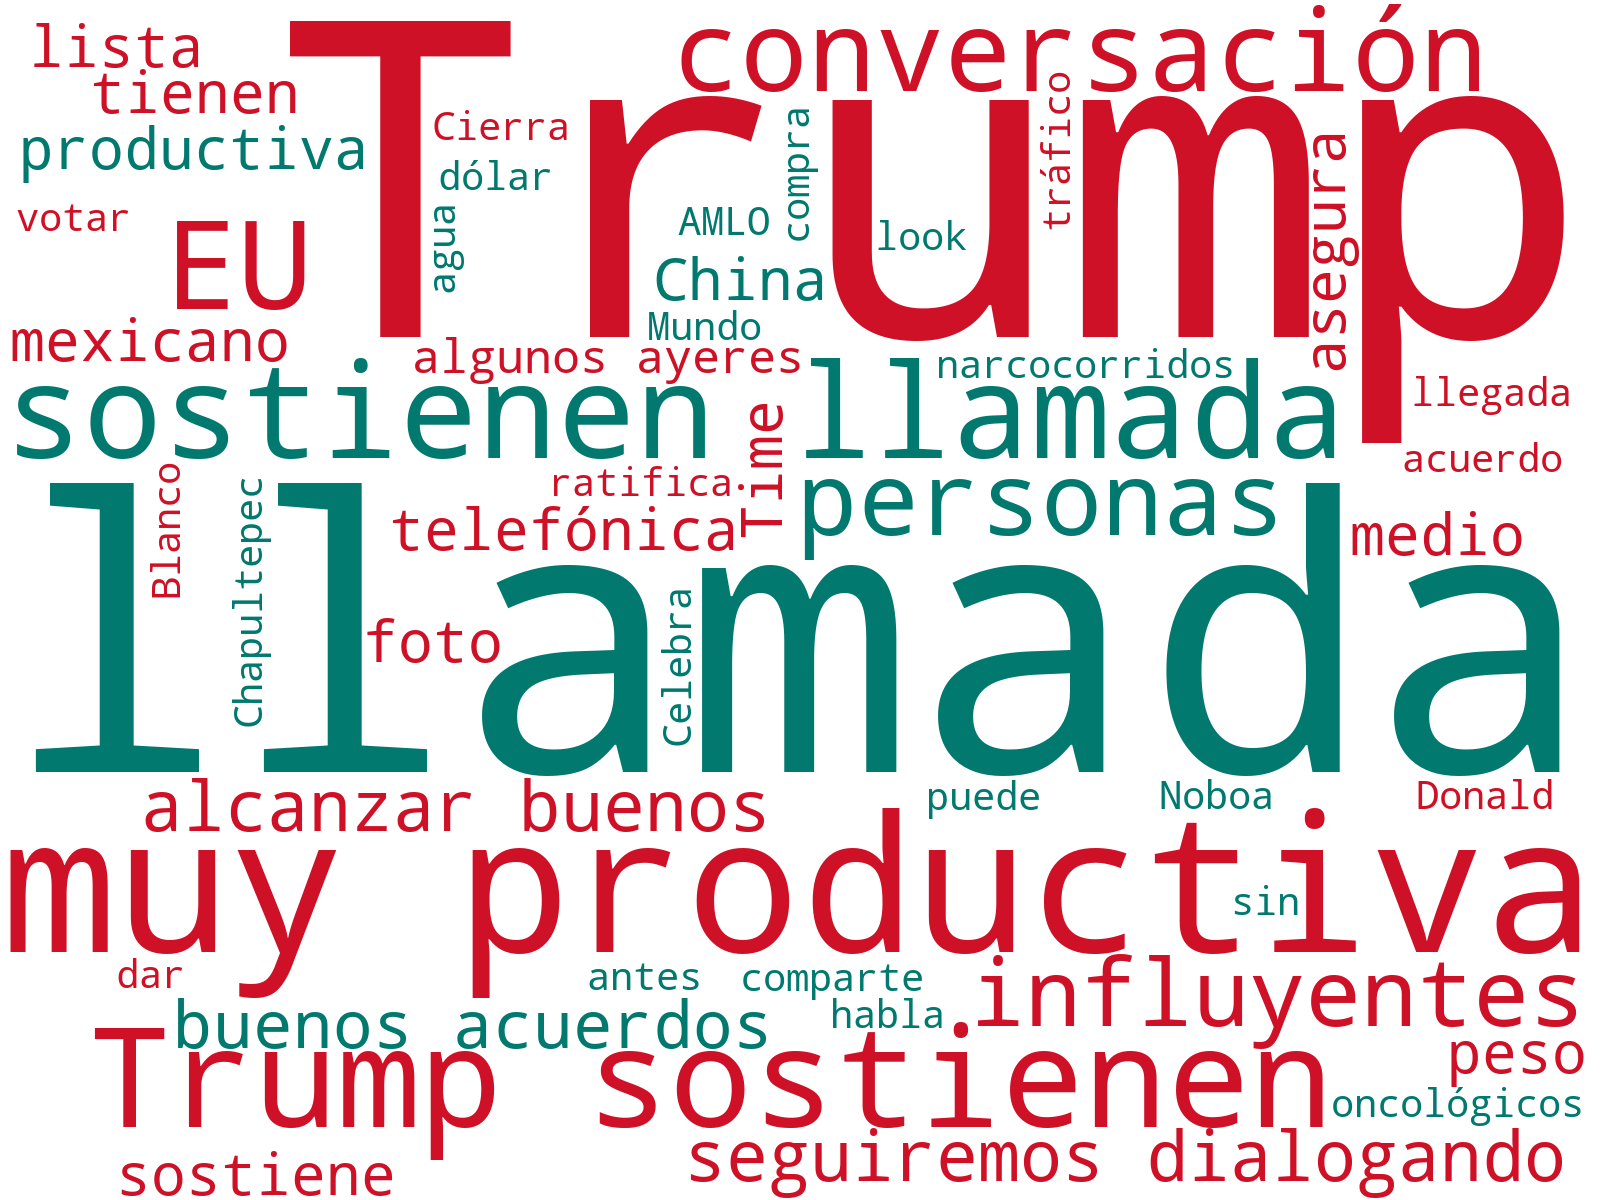 lista
tienen
productiva
votar
EU
mexicano
Trump
conversación
Cierra
dólar
agua
compra
AMLO
China
Mundo
look
tráfico
asegura
algunos ayeres
narcocorridos
llegada
sostienen
llamada
acuerdo
Time
ratifica
telefónica
personas
medio
Blanco
Chapultepec
llamada
foto
Celebra
alcanzar buenos
puede
Noboa
Donald
muy productiva
sin
dar
antes
comparte
influyentes
buenos acuerdos
habla
Trump sostienen
peso
oncológicos
sostiene
seguiremos dialogando